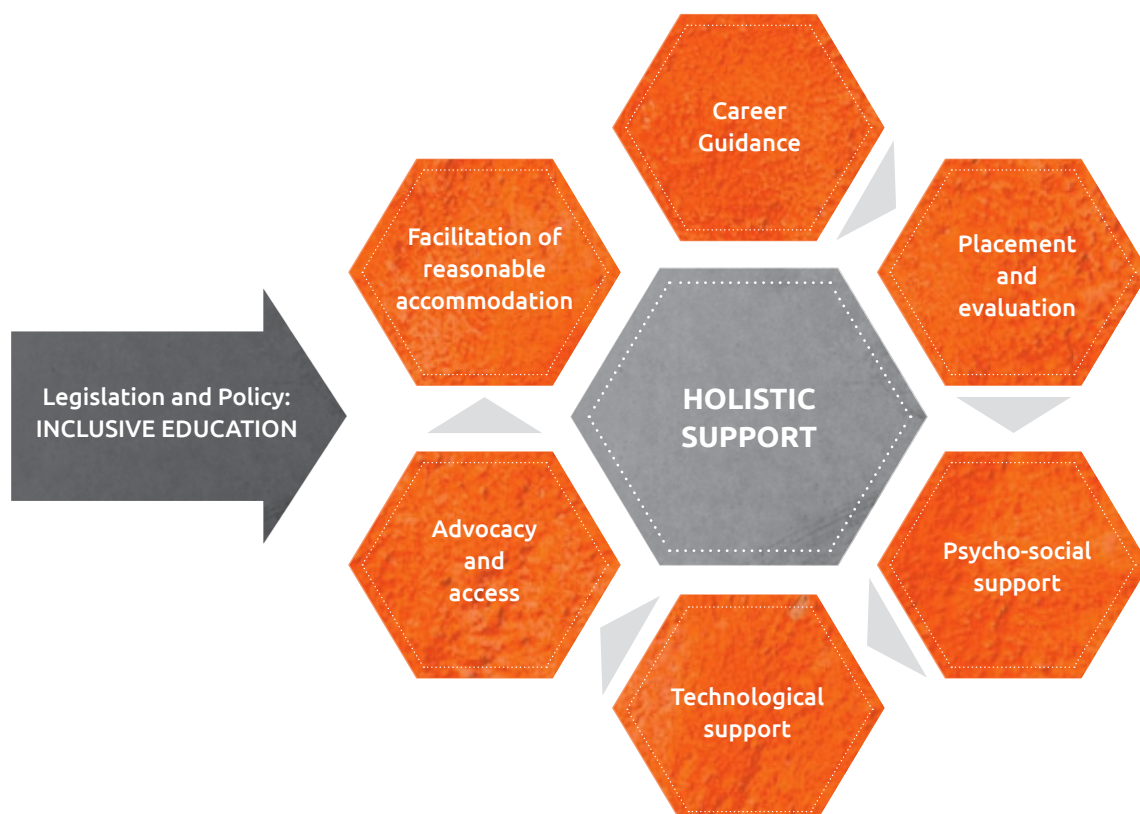 Career
Guidance
Facilitation of
reasonable
accommodation
Placement
and
evaluation
Legislation and Policy:
INCLUSIVE EDUCATION
HOLISTIC
SUPPORT
Advocacy
and
access
Psycho-social
support
Technological
support